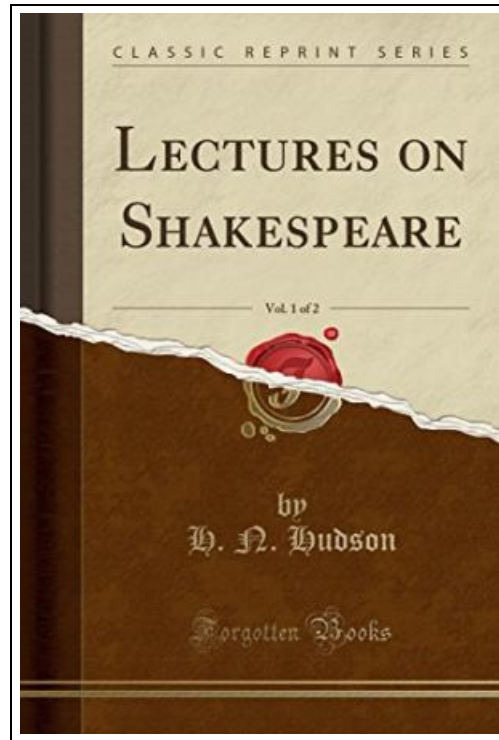 CLASSIC REPRINT SERIES
LECTURES ON
SHAKESPEARE
Vol. 1 of 2
by
H. N. Hudson
Forgotten Books